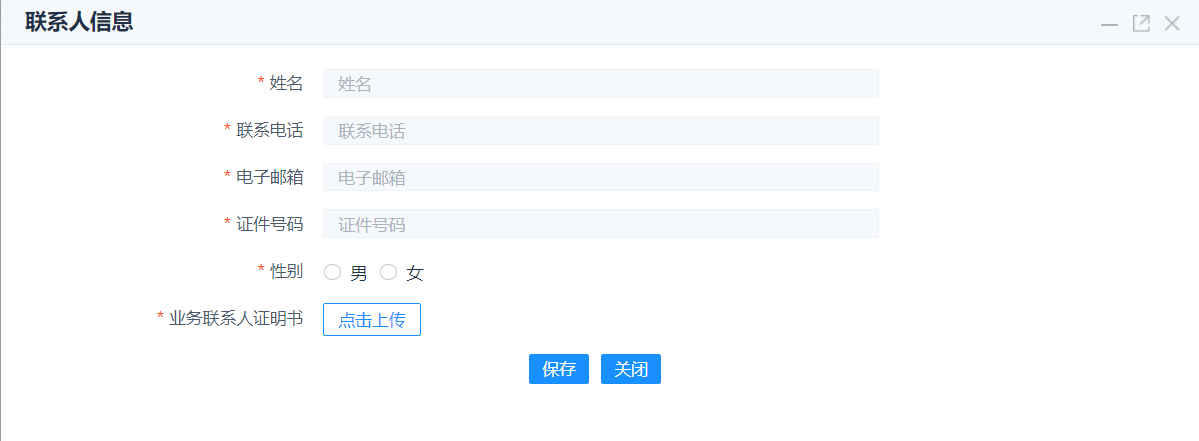 联系人信息
* 姓名 姓名
* 联系电话 联系电话
* 电子邮箱 电子邮箱
* 证件号码 证件号码
* 性别 男 女
* 业务联系人证明书 点击上传
保存 关闭